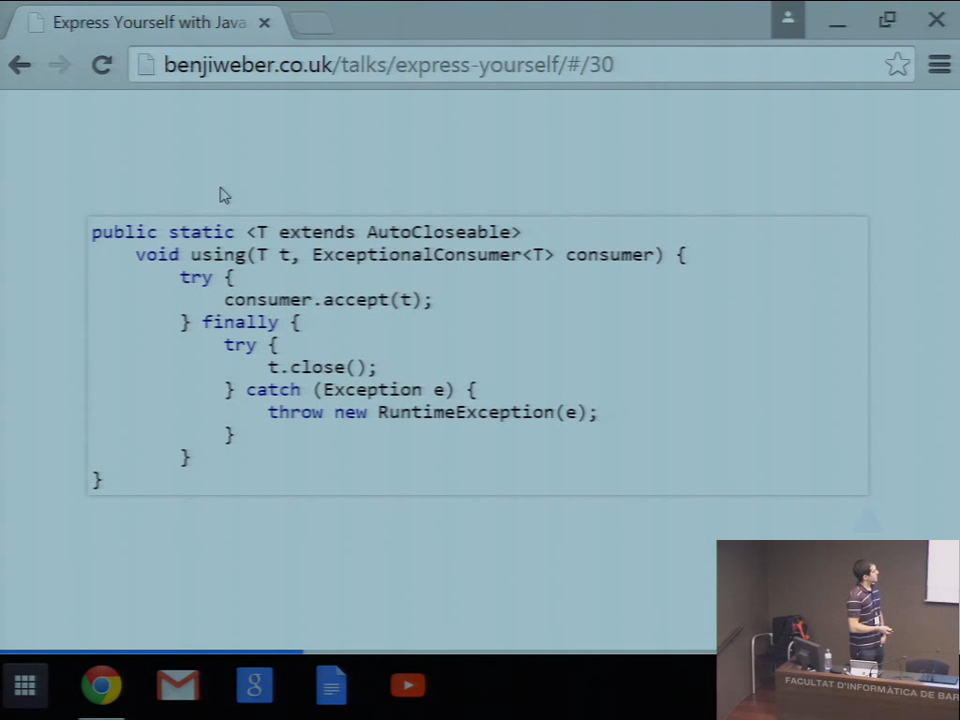 Express Yourself with Java
benjiweber.co.uk/talks/express-yourself/#/30
public static <T extends AutoCloseable>
void using(T t, ExceptionalConsumer<T> consumer) {
try {
consumer.accept(t);
} finally {
try {
t.close();
} catch (Exception e) {
throw new RuntimeException(e);
}
}
}
g
FACULTAT D'INFORMÀTICA DE BAR